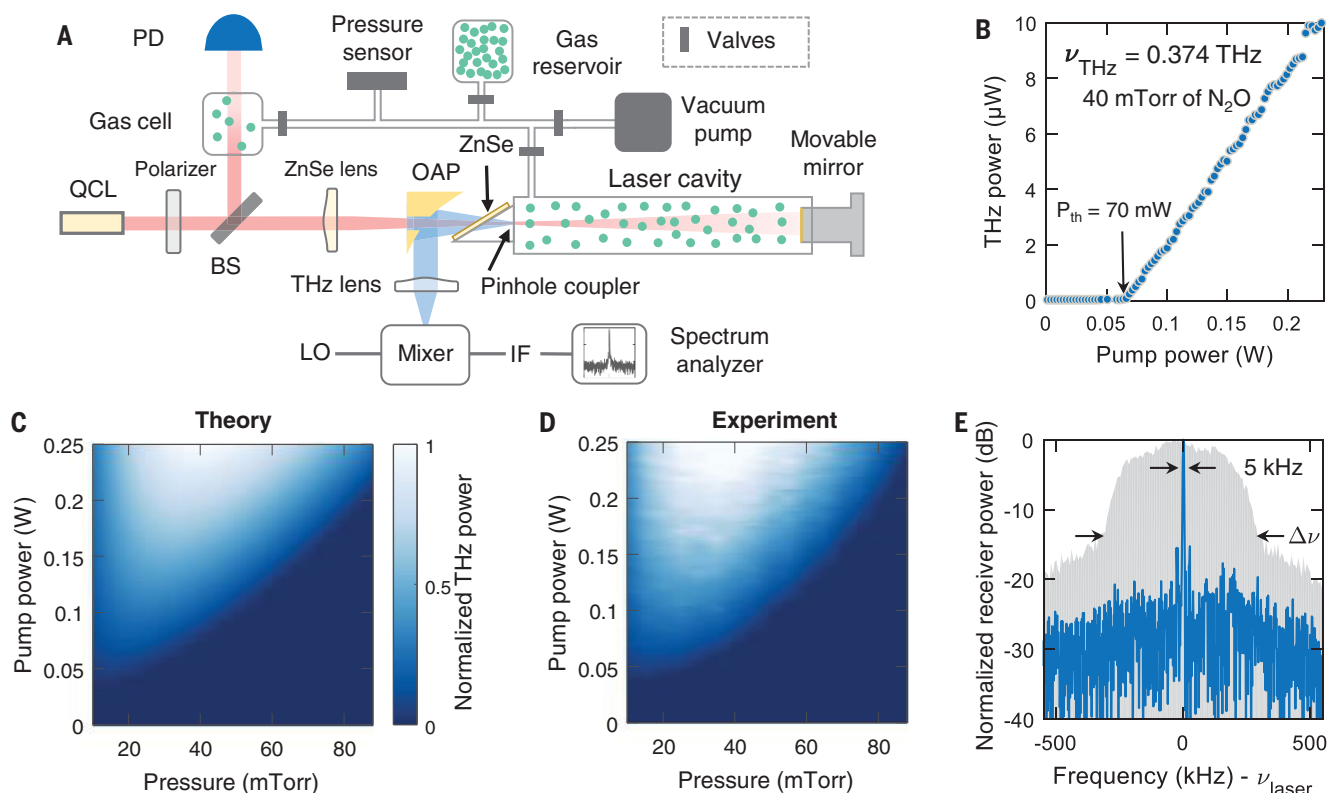 A
PD
Pressure
sensor
Gas
reservoir
Valves
Gas cell
Vacuum
pump
Polarizer
ZnSe lens
OAP
ZnSe
Movable
mirror
QCL
Laser cavity
BS
THz lens
Pinhole coupler
LO
Mixer
IF
Spectrum
analyzer
B
THz power (µW)
10
8
6
4
2
0
ν_THz = 0.374 THz
40 mTorr of N₂O
P_th = 70 mW
0
0.05
0.1
0.15
0.2
Pump power (W)
C
Theory
Pump power (W)
0.25
0.2
0.15
0.1
0.05
0
20
40
60
80
Pressure (mTorr)
1
0.5
0
Normalized THz power
D
Experiment
Pump power (W)
0.25
0.2
0.15
0.1
0.05
0
20
40
60
80
Pressure (mTorr)
E
Normalized receiver power (dB)
0
-10
-20
-30
-40
5 kHz
Δν
-500
0
500
Frequency (kHz) - ν_laser